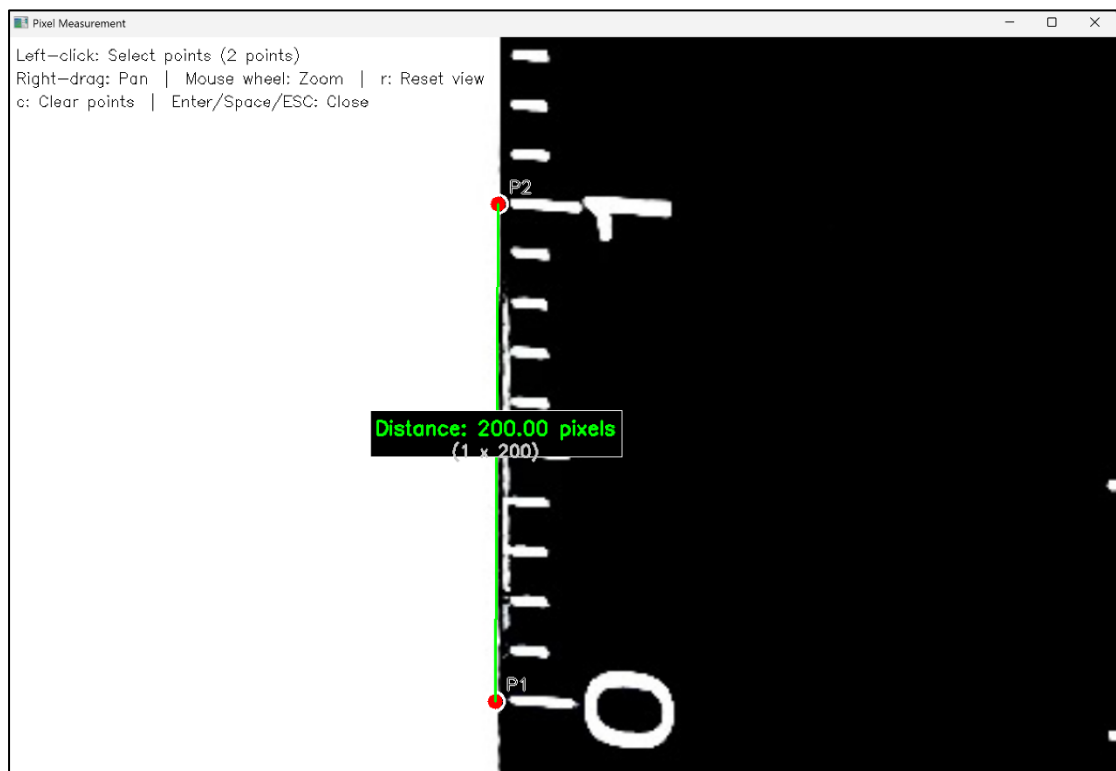 Pixel Measurement
Left-click: Select points (2 points)
Right-drag: Pan | Mouse wheel: Zoom | r: Reset view
c: Clear points | Enter/Space/ESC: Close
P2
1
Distance: 200.00 pixels
(1 x 200)
P1
0